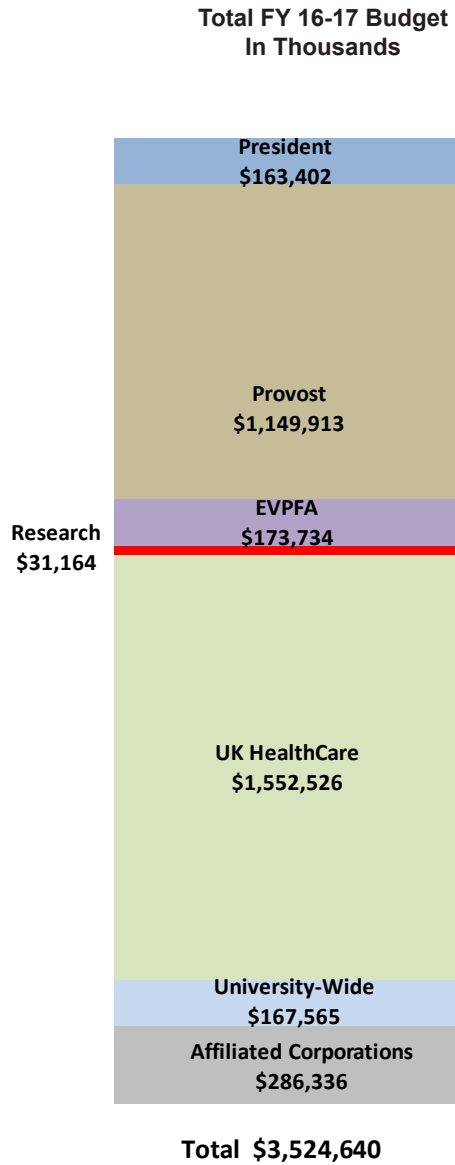 Total FY 16-17 Budget
In Thousands
President
$163,402
Provost
$1,149,913
EVPFA
$173,734
Research
$31,164
UK HealthCare
$1,552,526
University-Wide
$167,565
Affiliated Corporations
$286,336
Total $3,524,640